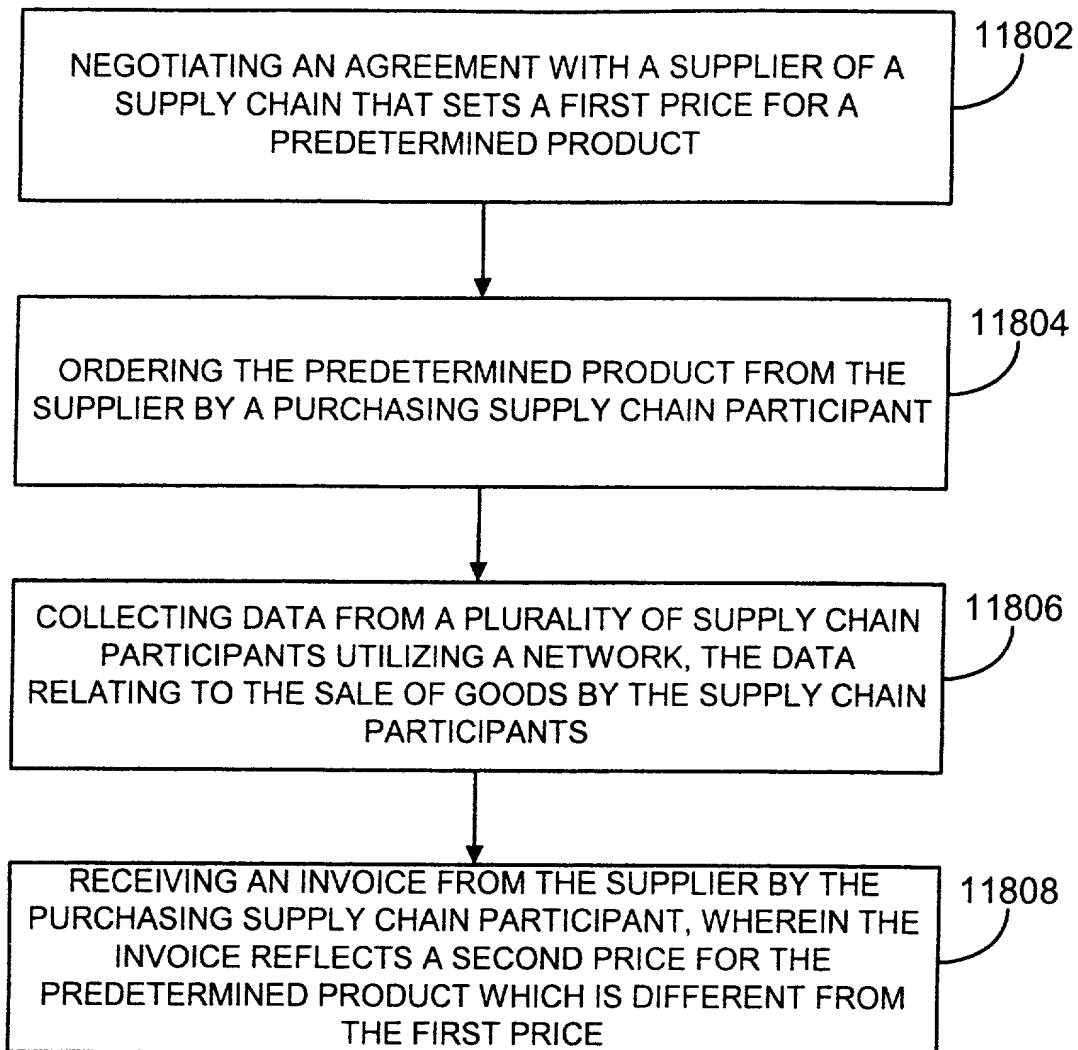 11802
NEGOTIATING AN AGREEMENT WITH A SUPPLIER OF A
SUPPLY CHAIN THAT SETS A FIRST PRICE FOR A
PREDETERMINED PRODUCT
11804
ORDERING THE PREDETERMINED PRODUCT FROM THE
SUPPLIER BY A PURCHASING SUPPLY CHAIN PARTICIPANT
11806
COLLECTING DATA FROM A PLURALITY OF SUPPLY CHAIN
PARTICIPANTS UTILIZING A NETWORK, THE DATA
RELATING TO THE SALE OF GOODS BY THE SUPPLY CHAIN
PARTICIPANTS
11808
RECEIVING AN INVOICE FROM THE SUPPLIER BY THE
PURCHASING SUPPLY CHAIN PARTICIPANT, WHEREIN THE
INVOICE REFLECTS A SECOND PRICE FOR THE
PREDETERMINED PRODUCT WHICH IS DIFFERENT FROM
THE FIRST PRICE